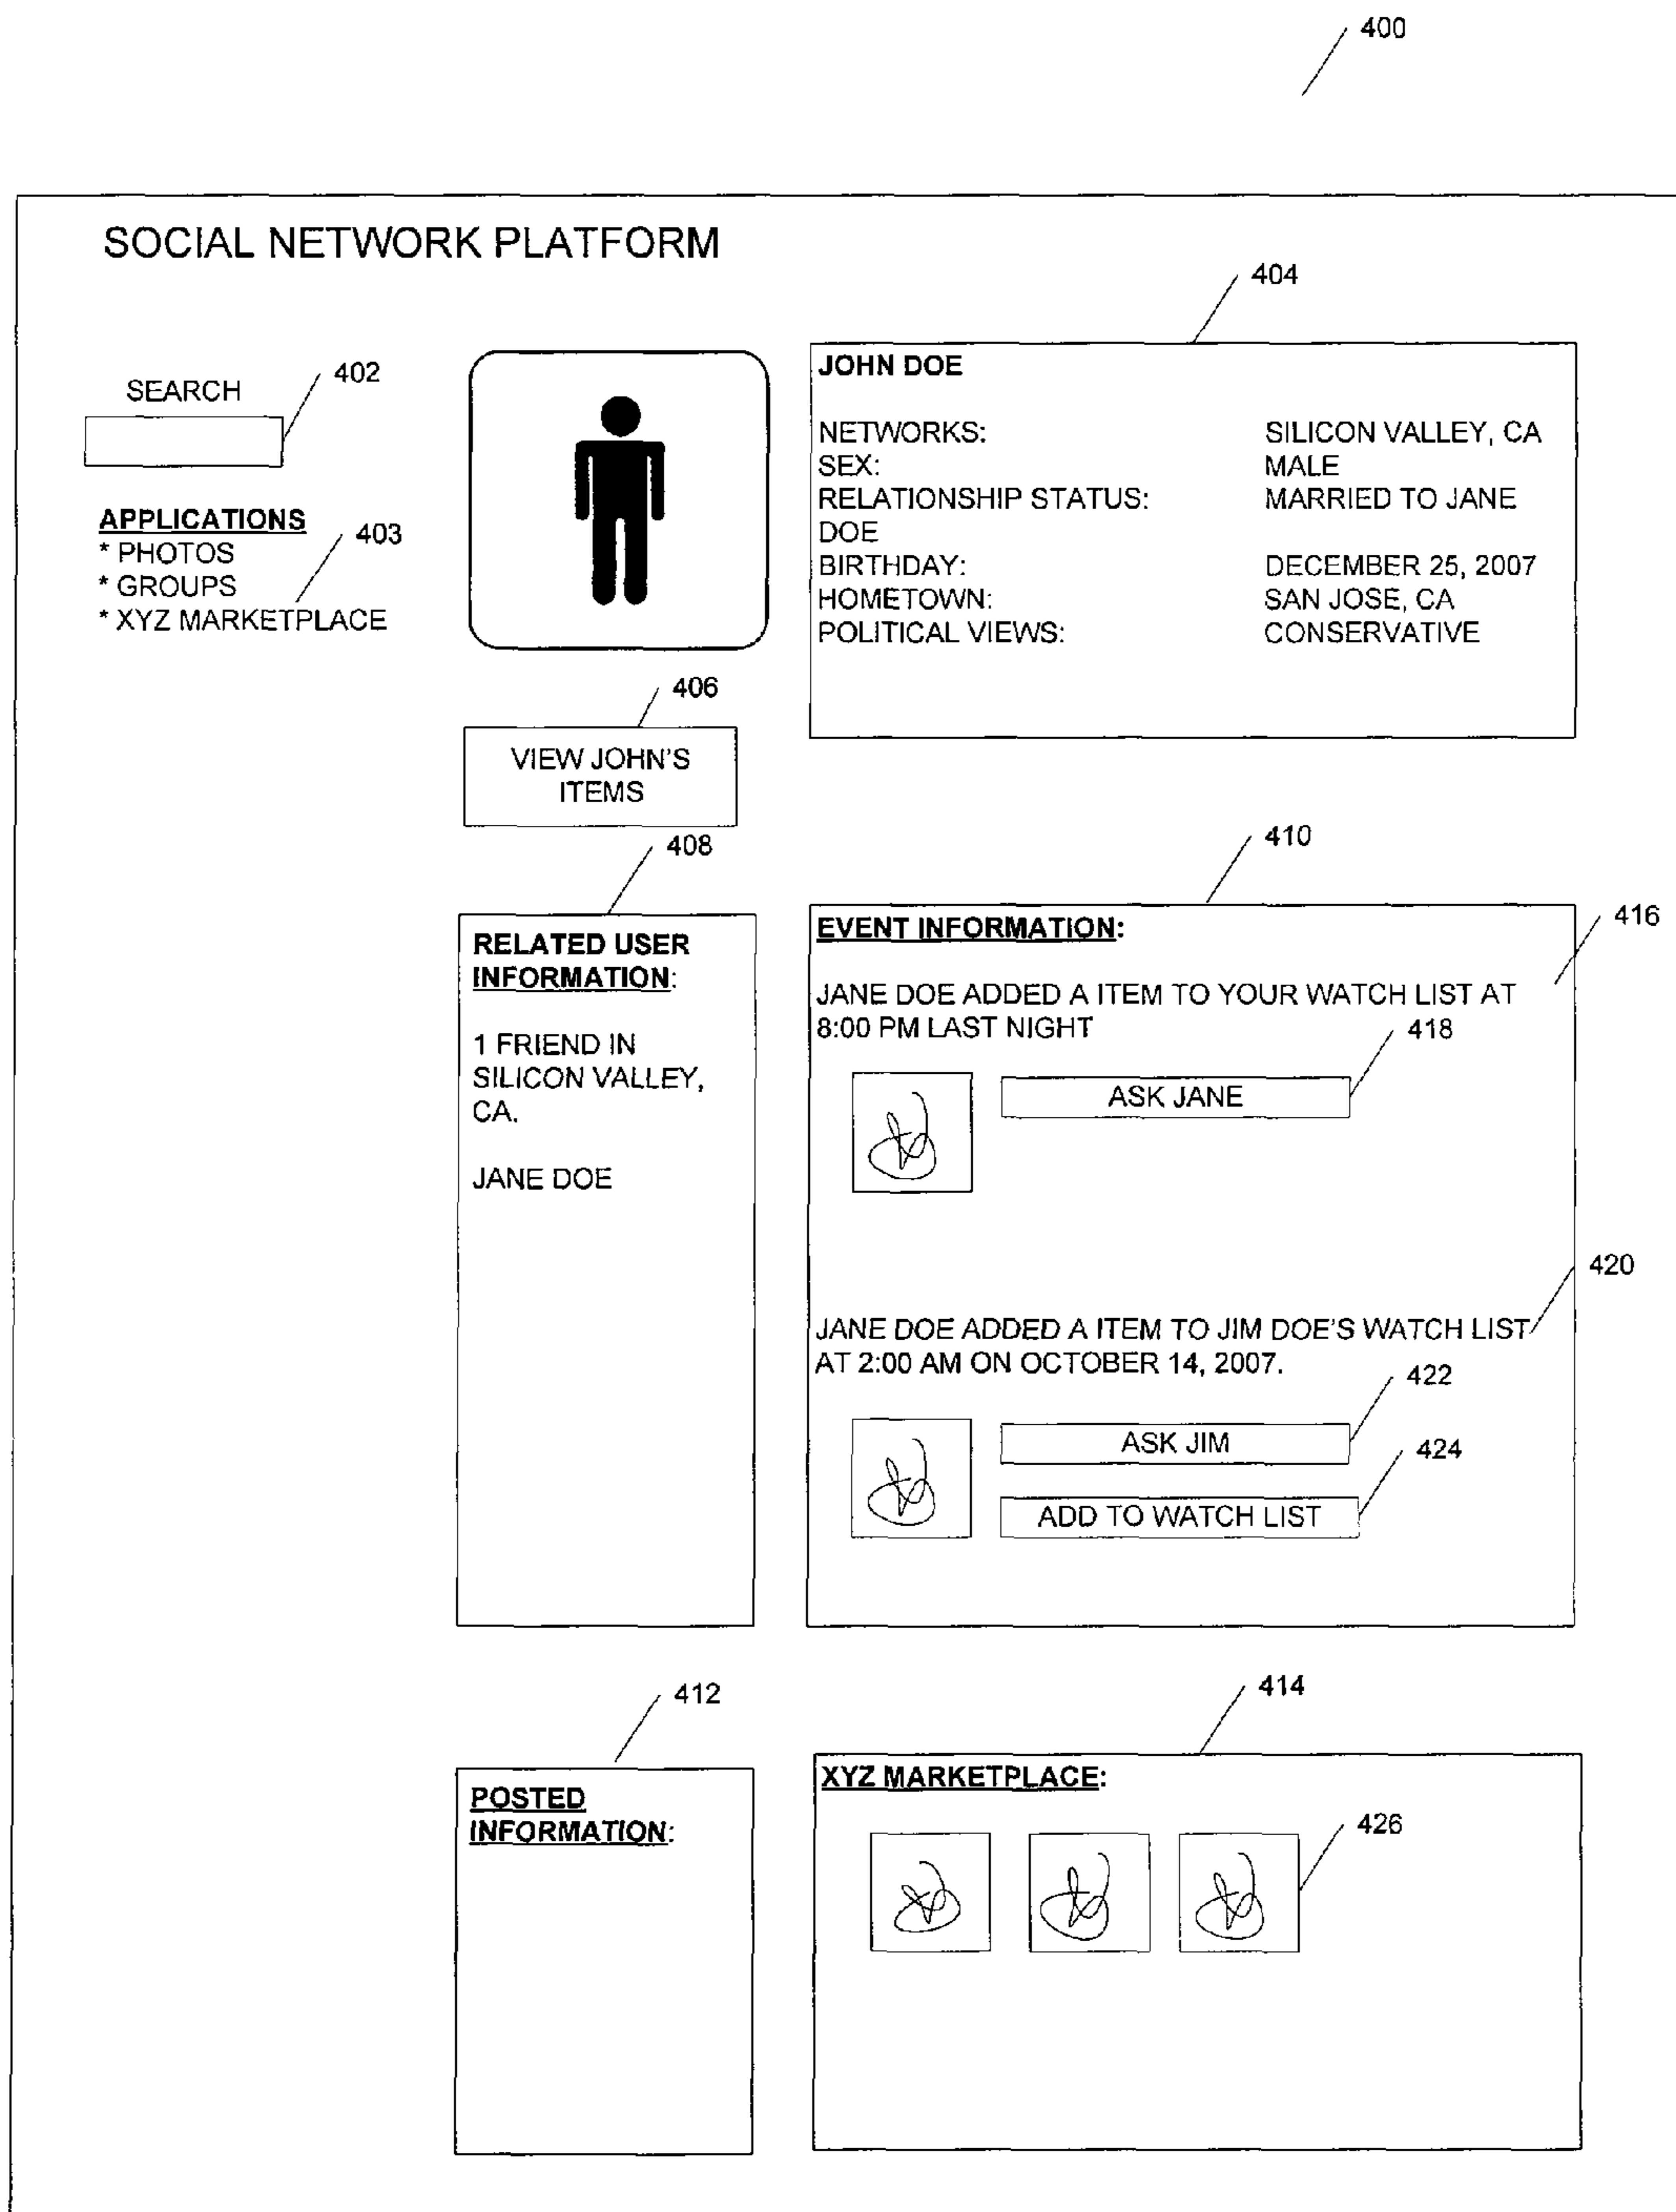 400
SOCIAL NETWORK PLATFORM
404
402
SEARCH
APPLICATIONS
403
* PHOTOS
* GROUPS
* XYZ MARKETPLACE
JOHN DOE
NETWORKS: SILICON VALLEY, CA
SEX: MALE
RELATIONSHIP STATUS: MARRIED TO JANE
DOE
BIRTHDAY: DECEMBER 25, 2007
HOMETOWN: SAN JOSE, CA
POLITICAL VIEWS: CONSERVATIVE
406
VIEW JOHN'S
ITEMS
408
RELATED USER
INFORMATION:
1 FRIEND IN
SILICON VALLEY,
CA.
JANE DOE
410
416
EVENT INFORMATION:
JANE DOE ADDED A ITEM TO YOUR WATCH LIST AT
8:00 PM LAST NIGHT
418
ASK JANE
420
JANE DOE ADDED A ITEM TO JIM DOE'S WATCH LIST
AT 2:00 AM ON OCTOBER 14, 2007.
422
ASK JIM
424
ADD TO WATCH LIST
412
POSTED
INFORMATION:
414
XYZ MARKETPLACE:
426